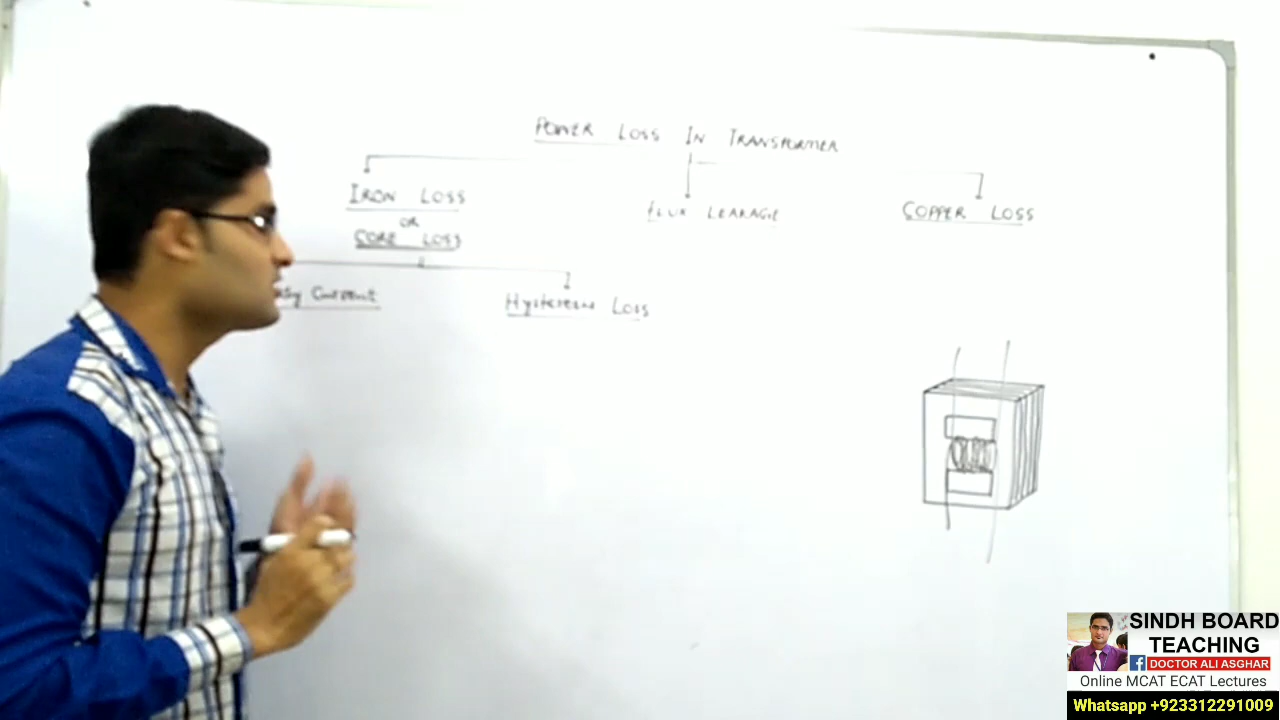 POWER LOSS IN TRANSFORMER
IRON LOSS
OR
CORE LOSS
FLUX LEAKAGE
COPPER LOSS
Current
Hysteresis Loss
SINDH BOARD
TEACHING
f DOCTOR ALI ASGHAR
Online MCAT ECAT Lectures
Whatsapp +923312291009